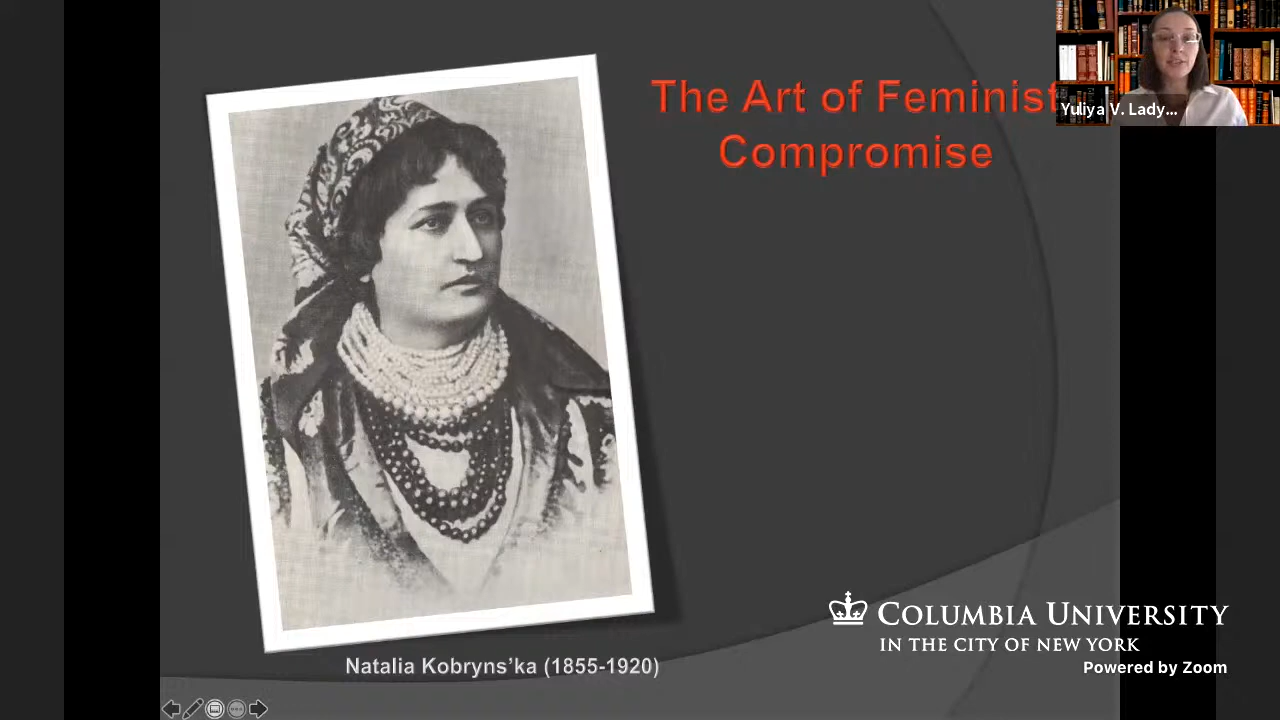 The Art of Feminist
Compromise
Yuliya V. Lady...
Natalia Kobryns’ka (1855-1920)
COLUMBIA UNIVERSITY
IN THE CITY OF NEW YORK
Powered by Zoom